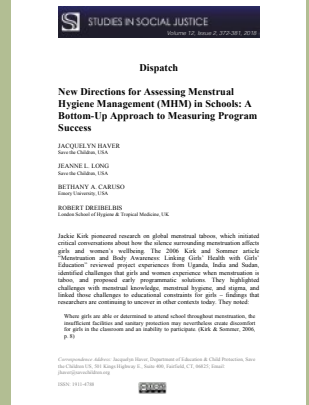 STUDIES IN SOCIAL JUSTICE
Volume 12, Issue 2, 372-381, 2018
Dispatch
New Directions for Assessing Menstrual
Hygiene Management (MHM) in Schools: A
Bottom-Up Approach to Measuring Program
Success
JACQUELYN HAVER
Save the Children, USA
JEANNE L. LONG
Save the Children, USA
BETHANY A. CARUSO
Emory University, USA
ROBERT DREIBELBIS
London School of Hygiene & Tropical Medicine, UK
Jackie Kirk pioneered research on global menstrual taboos, which initiated
critical conversations about how the silence surrounding menstruation affects
girls and women's wellbeing. The 2006 Kirk and Sommer article
"Menstruation and Body Awareness: Linking Girls' Health with Girls'
Education" reviewed project experiences from Uganda, India and Sudan,
identified challenges that girls and women experience when menstruation is
taboo, and proposed early programmatic solutions. They highlighted
challenges with menstrual knowledge, menstrual hygiene, and stigma, and
linked those challenges to educational constraints for girls – findings that
researchers are continuing to uncover in other contexts today. They noted:
Where girls are able or determined to attend school throughout menstruation, the
insufficient facilities and sanitary protection may nevertheless create discomfort
for girls in the classroom and an inability to participate. (Kirk & Sommer, 2006,
p. 8)
Correspondence Address: Jacquelyn Haver, Department of Education & Child Protection, Save
the Children US, 501 Kings Highway E., Suite 400, Fairfield, CT, 06825; Email:
jhaver@savechildren.org
ISSN: 1911-4788